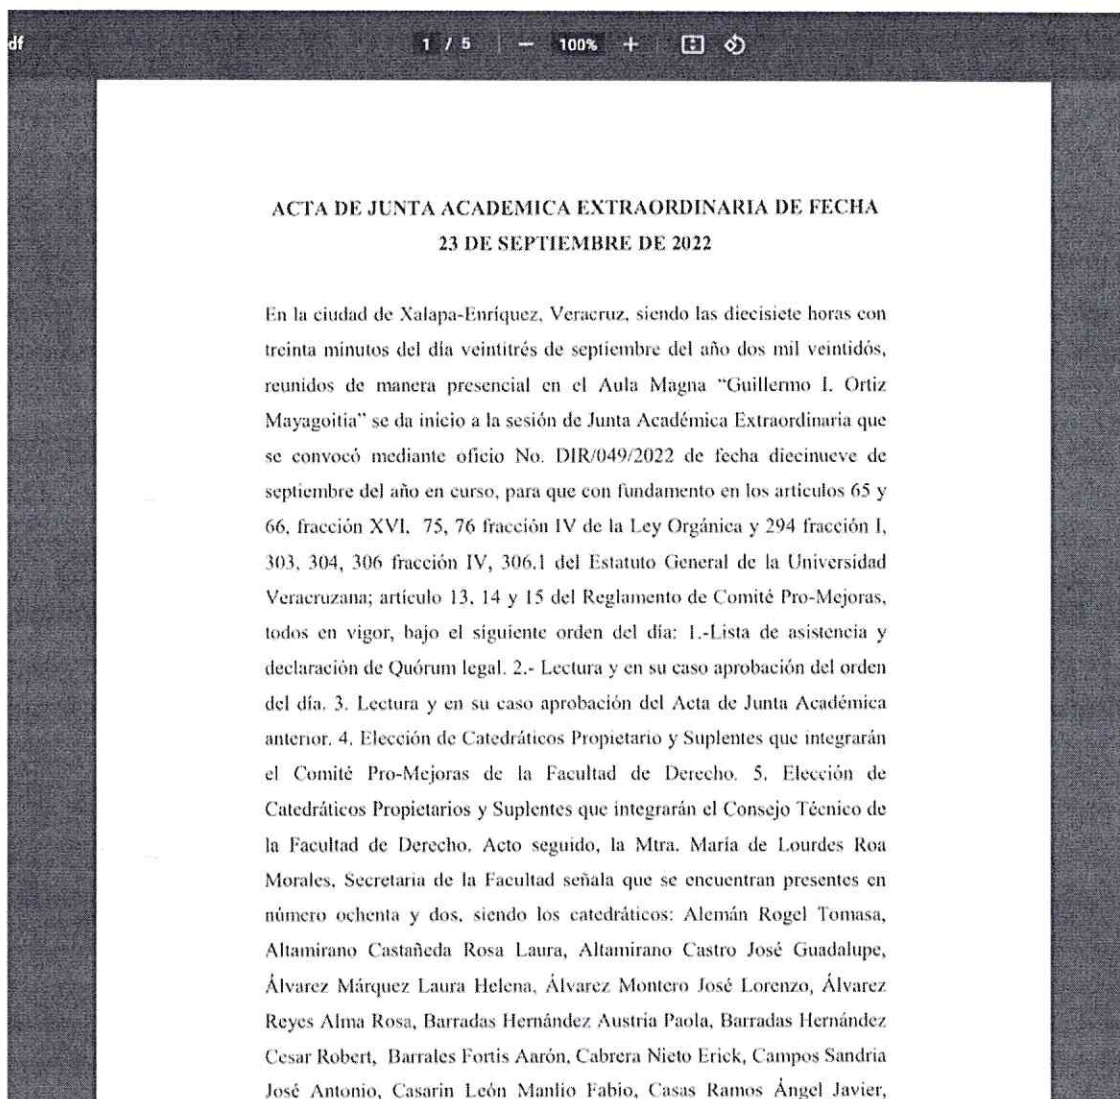 df
1 / 5 — 100% +
ACTA DE JUNTA ACADEMICA EXTRAORDINARIA DE FECHA
23 DE SEPTIEMBRE DE 2022
En la ciudad de Xalapa-Enríquez, Veracruz, siendo las diecisiete horas con
treinta minutos del día veintitrés de septiembre del año dos mil veintidós,
reunidos de manera presencial en el Aula Magna “Guillermo I. Ortiz
Mayagoitia” se da inicio a la sesión de Junta Académica Extraordinaria que
se convocó mediante oficio No. DIR/049/2022 de fecha diecinueve de
septiembre del año en curso, para que con fundamento en los artículos 65 y
66, fracción XVI, 75, 76 fracción IV de la Ley Orgánica y 294 fracción I,
303, 304, 306 fracción IV, 306.1 del Estatuto General de la Universidad
Veracruzana; artículo 13, 14 y 15 del Reglamento de Comité Pro-Mejoras,
todos en vigor, bajo el siguiente orden del día: 1.-Lista de asistencia y
declaración de Quórum legal. 2.- Lectura y en su caso aprobación del orden
del día. 3. Lectura y en su caso aprobación del Acta de Junta Académica
anterior. 4. Elección de Catedráticos Propietario y Suplentes que integrarán
el Comité Pro-Mejoras de la Facultad de Derecho. 5. Elección de
Catedráticos Propietarios y Suplentes que integrarán el Consejo Técnico de
la Facultad de Derecho. Acto seguido, la Mtra. María de Lourdes Roa
Morales, Secretaria de la Facultad señala que se encuentran presentes en
número ochenta y dos, siendo los catedráticos: Alemán Rogel Tomasa,
Altamirano Castañeda Rosa Laura, Altamirano Castro José Guadalupe,
Álvarez Márquez Laura Helena, Álvarez Montero José Lorenzo, Álvarez
Reyes Alma Rosa, Barradas Hernández Austria Paola, Barradas Hernández
Cesar Robert, Barrales Fortis Aarón, Cabrera Nieto Erick, Campos Sandria
José Antonio, Casarin León Manlio Fabio, Casas Ramos Ángel Javier,